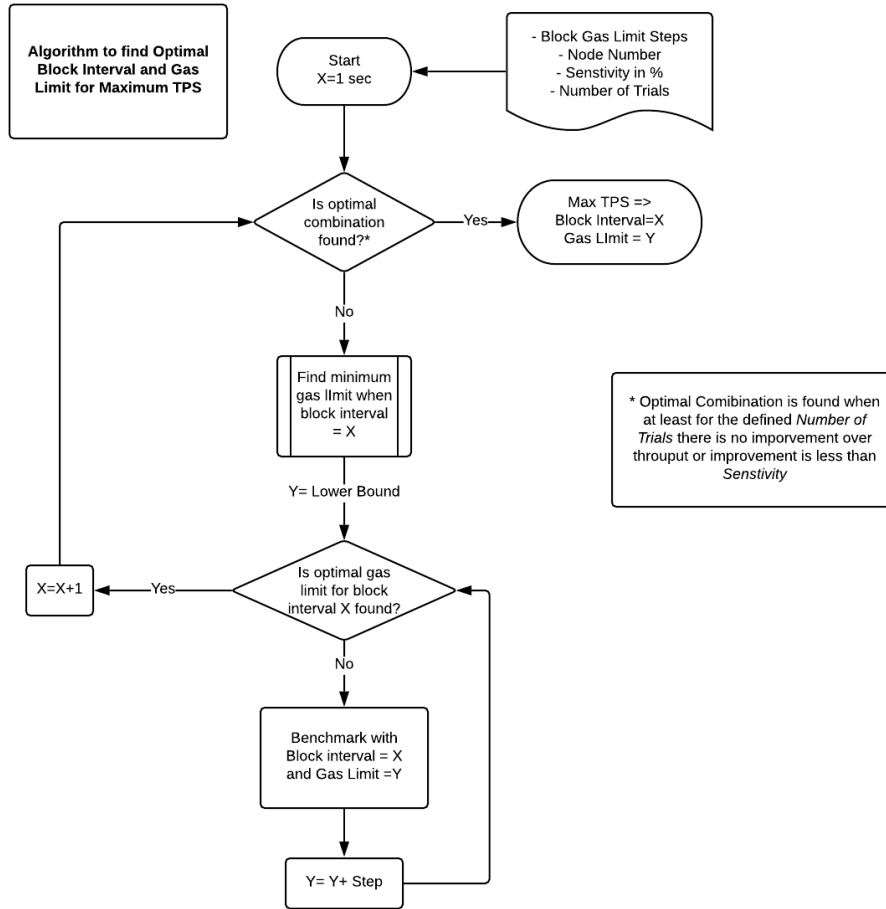 Algorithm to find Optimal
Block Interval and Gas
Limit for Maximum TPS
Start
X=1 sec
- Block Gas Limit Steps
- Node Number
- Senstivity in %
- Number of Trials
Is optimal
combination
found?*
Yes
Max TPS =>
Block Interval=X
Gas LImit = Y
No
Find minimum
gas lImit when
block interval
= X
* Optimal Comibination is found when
at least for the defined Number of
Trials there is no imporvement over
throuput or improvement is less than
Senstivity
Y= Lower Bound
Is optimal gas
limit for block
interval X found?
Yes
X=X+1
No
Benchmark with
Block interval = X
and Gas Limit =Y
Y= Y+ Step